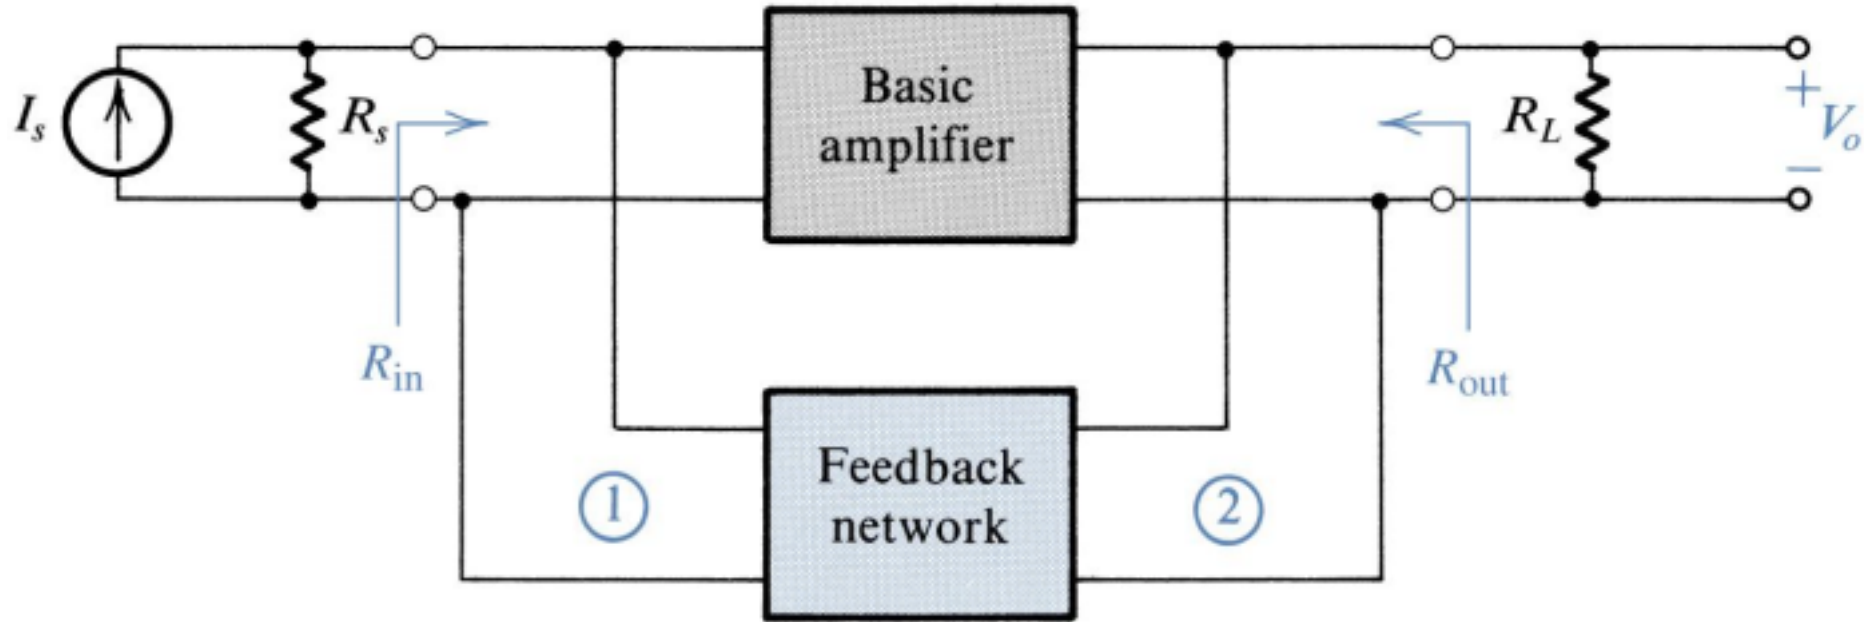 Basic
amplifier
I_s
R_s
R_L
+
V_o
−
R_in
R_out
Feedback
network
1
2